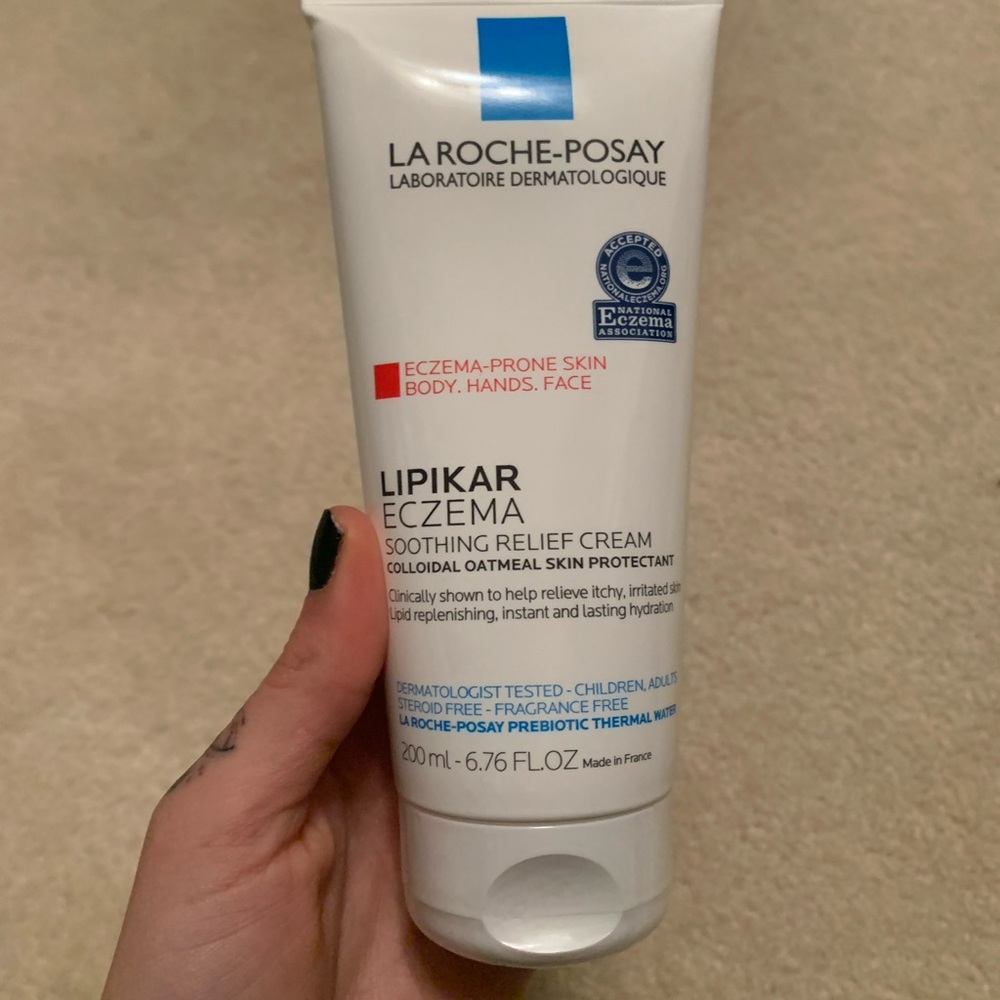 LA ROCHE-POSAY
LABORATOIRE DERMATOLOGIQUE
ACCEPTED
NATIONALECZEMA.ORG
e
NATIONAL
Eczema
ASSOCIATION
ECZEMA-PRONE SKIN
BODY. HANDS. FACE
LIPIKAR
ECZEMA
SOOTHING RELIEF CREAM
COLLOIDAL OATMEAL SKIN PROTECTANT
Clinically shown to help relieve itchy, irritated skin
Lipid replenishing, instant and lasting hydration
DERMATOLOGIST TESTED - CHILDREN, ADULTS
STEROID FREE - FRAGRANCE FREE
LA ROCHE-POSAY PREBIOTIC THERMAL WATER
200 ml - 6.76 FL.OZ Made in France